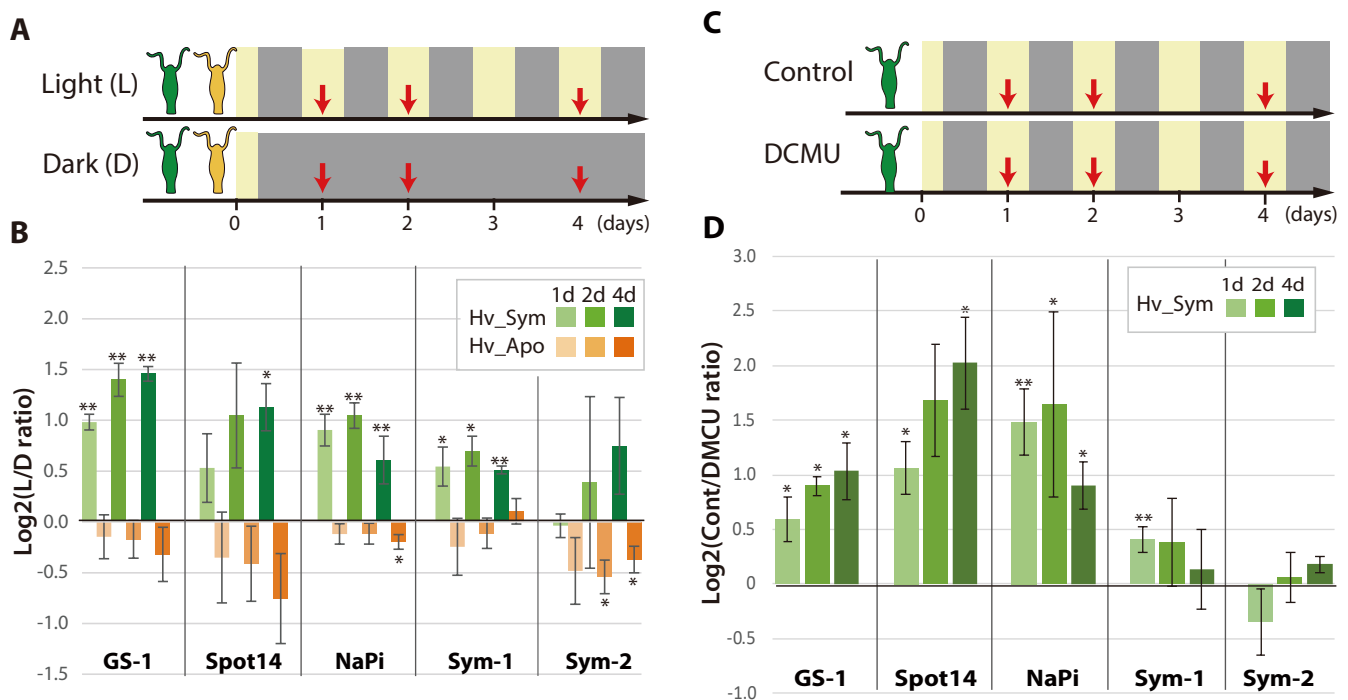 A
Light (L)
Dark (D)
0 1 2 3 4 (days)
B
Log2(L/D ratio)
2.5
2.0
1.5
1.0
0.5
0.0
-0.5
-1.0
-1.5
1d 2d 4d
Hv_Sym
Hv_Apo
** ** **
*
** ** **
*
* * **
* *
GS-1 Spot14 NaPi Sym-1 Sym-2
C
Control
DCMU
0 1 2 3 4 (days)
D
Log2(Cont/DMCU ratio)
3.0
2.5
2.0
1.5
1.0
0.5
0.0
-0.5
-1.0
1d 2d 4d
Hv_Sym
* * *
* *
** * *
**
GS-1 Spot14 NaPi Sym-1 Sym-2